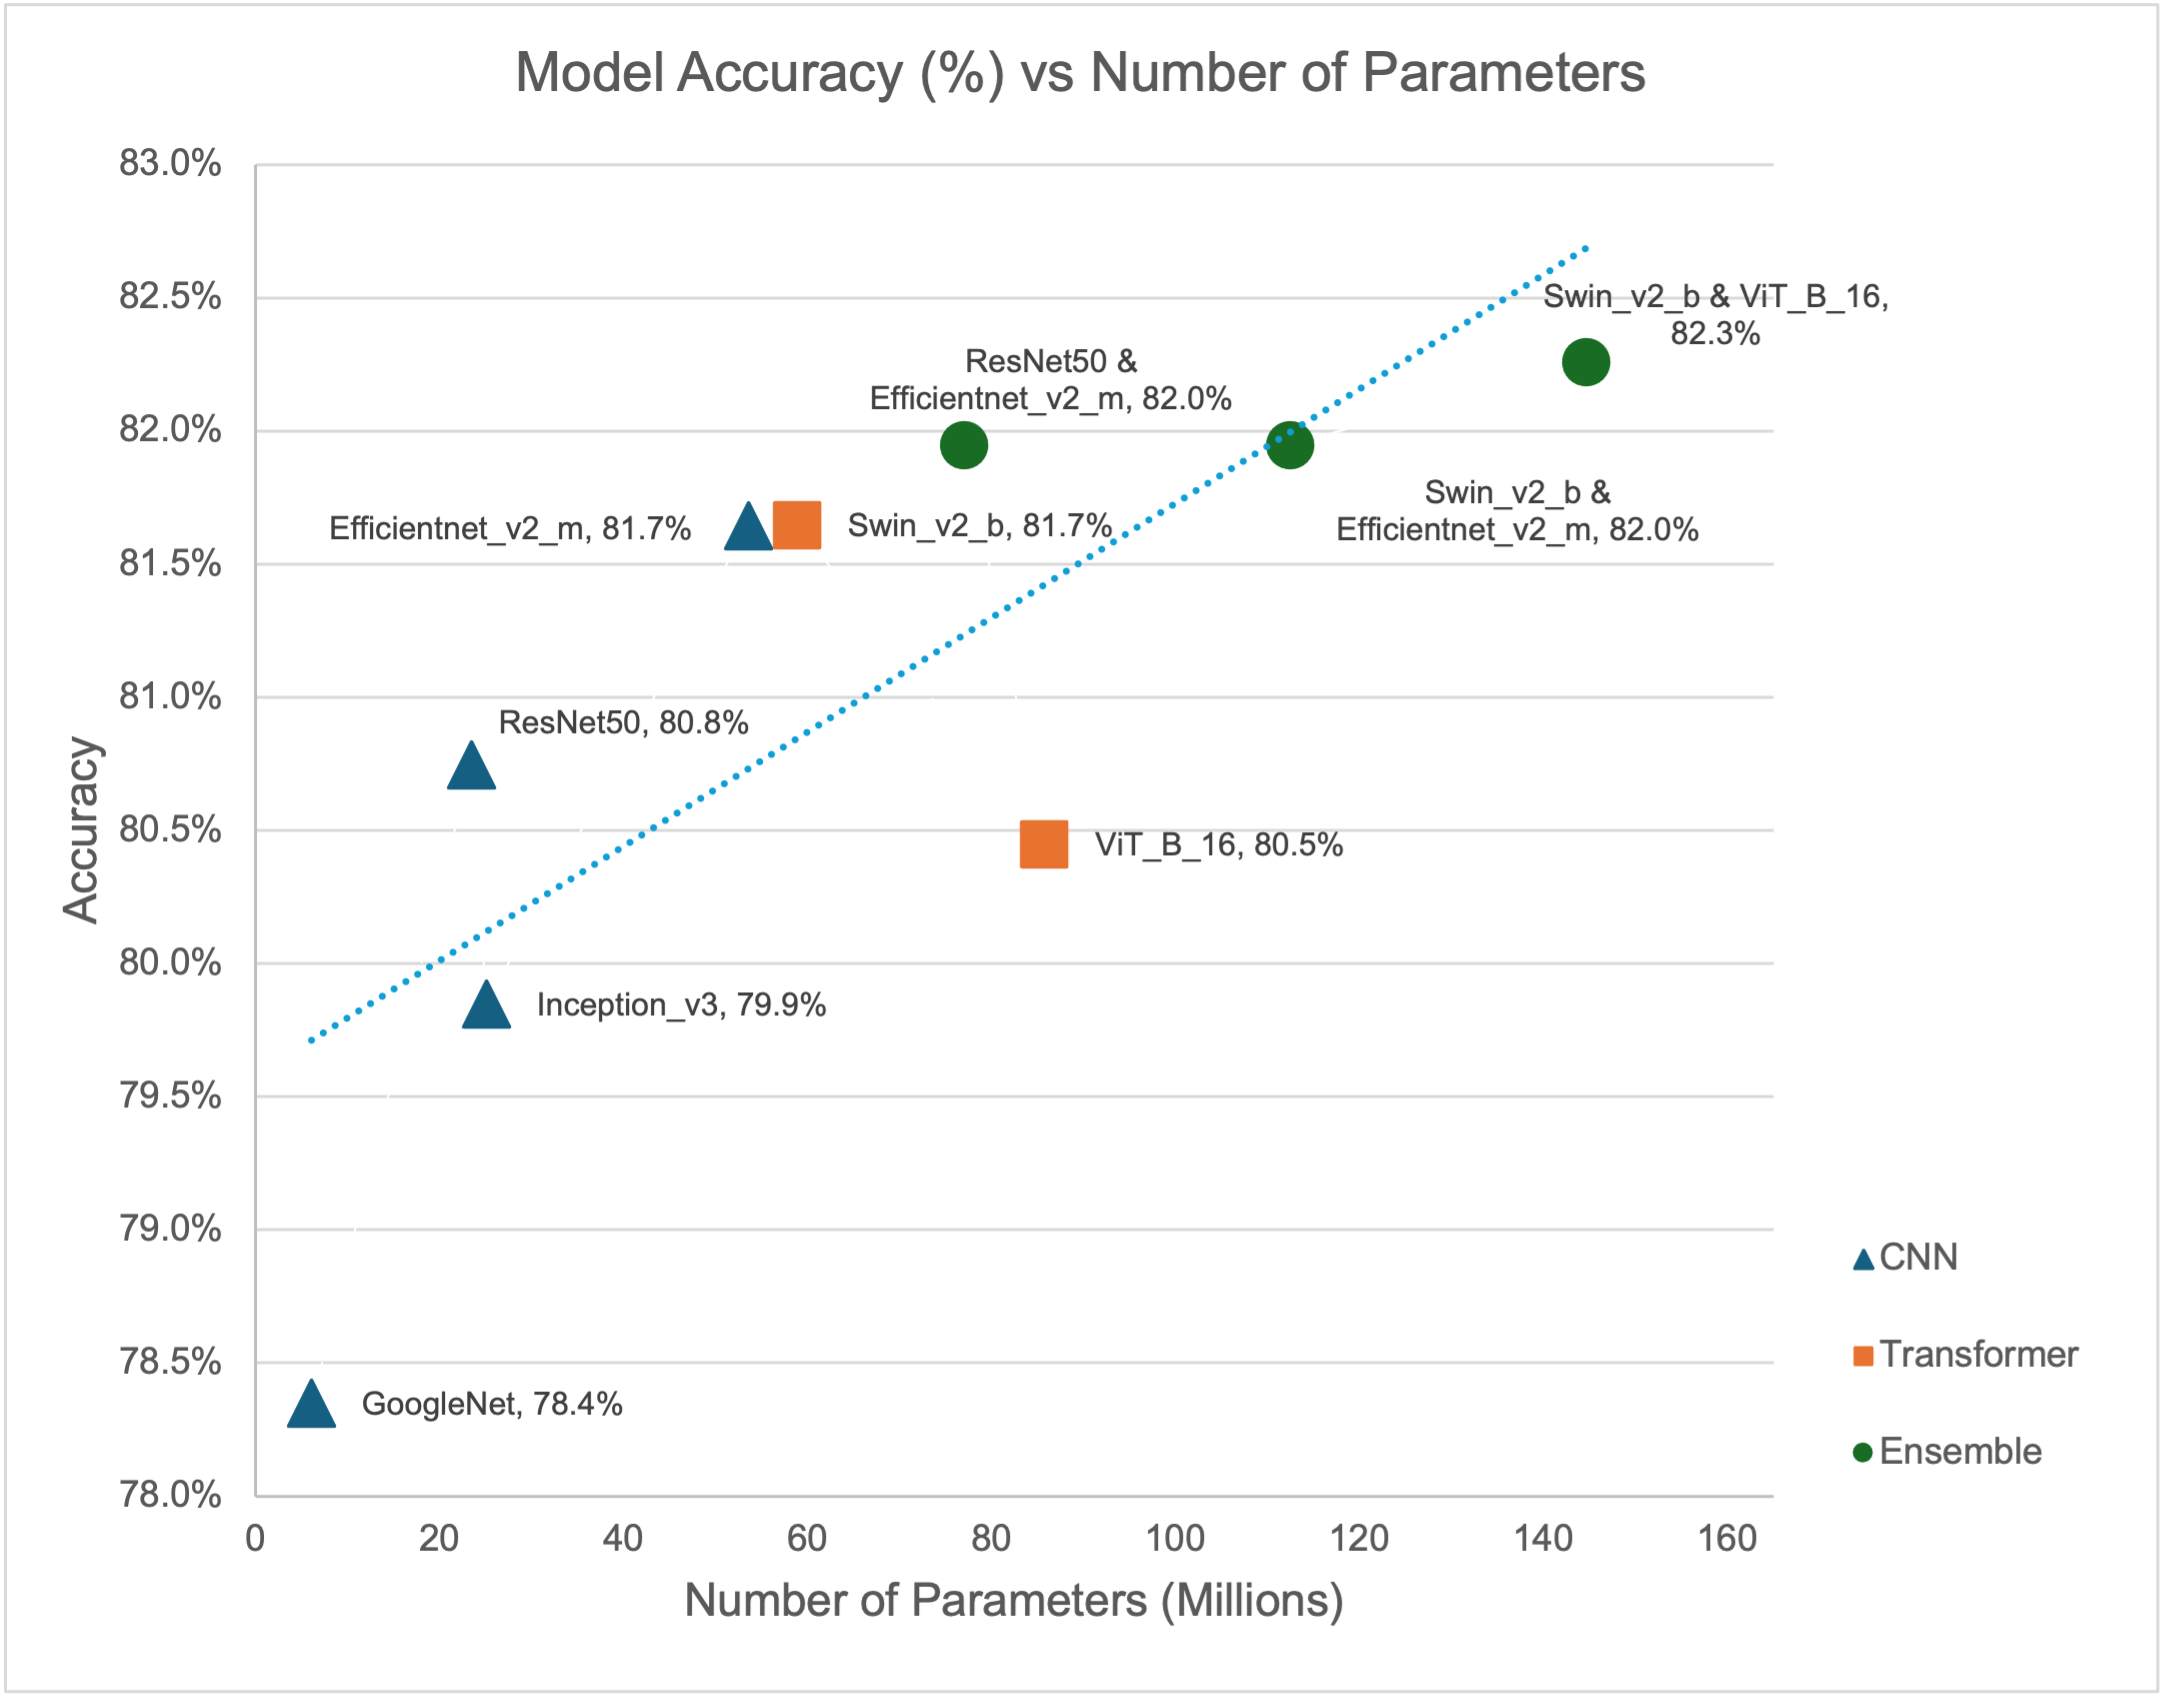 Model Accuracy (%) vs Number of Parameters
83.0%
82.5%
82.0%
81.5%
81.0%
80.5%
80.0%
79.5%
79.0%
78.5%
78.0%
Accuracy
Swin_v2_b & ViT_B_16,
82.3%
ResNet50 &
Efficientnet_v2_m, 82.0%
Swin_v2_b &
Efficientnet_v2_m, 82.0%
Efficientnet_v2_m, 81.7%
Swin_v2_b, 81.7%
ResNet50, 80.8%
ViT_B_16, 80.5%
Inception_v3, 79.9%
GoogleNet, 78.4%
CNN
Transformer
Ensemble
0 20 40 60 80 100 120 140 160
Number of Parameters (Millions)